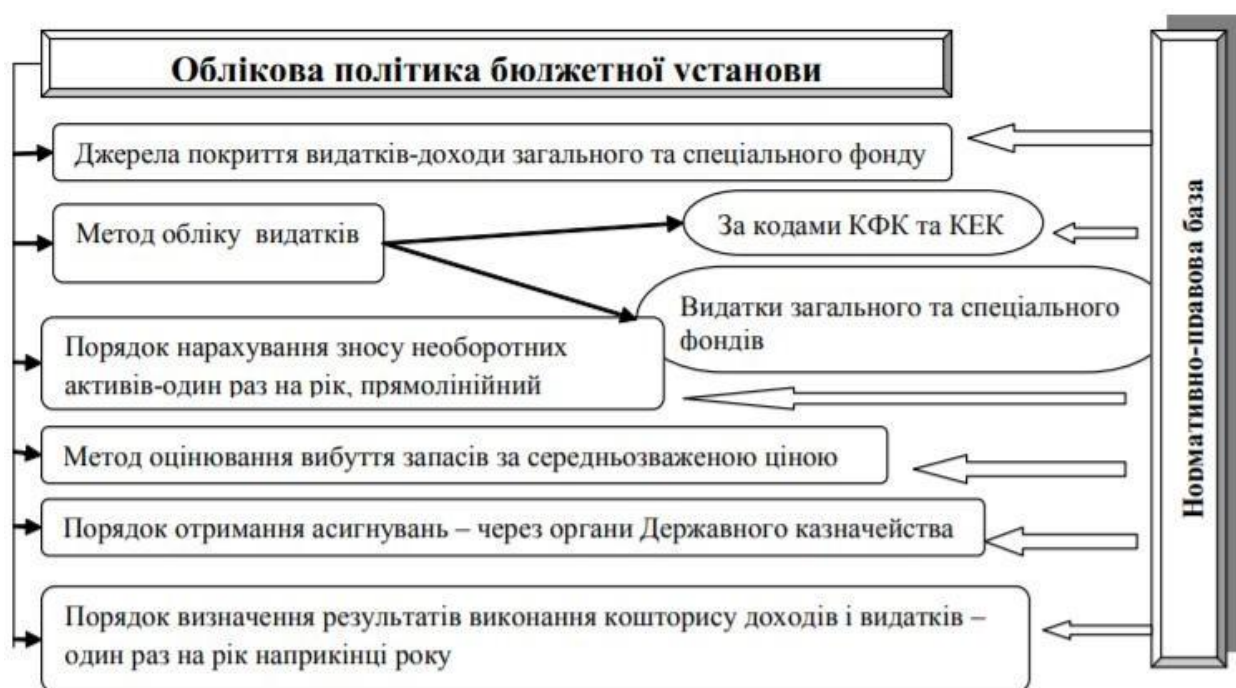 Облікова політика бюджетної установи
Джерела покриття видатків-доходи загального та спеціального фонду
Метод обліку видатків
За кодами КФК та КЕК
Видатки загального та спеціального
фондів
Порядок нарахування зносу необоротних
активів-один раз на рік, прямолінійний
Метод оцінювання вибуття запасів за середньозваженою ціною
Порядок отримання асигнувань – через органи Державного казначейства
Порядок визначення результатів виконання кошторису доходів і видатків –
один раз на рік наприкінці року
Нормативно-правова база